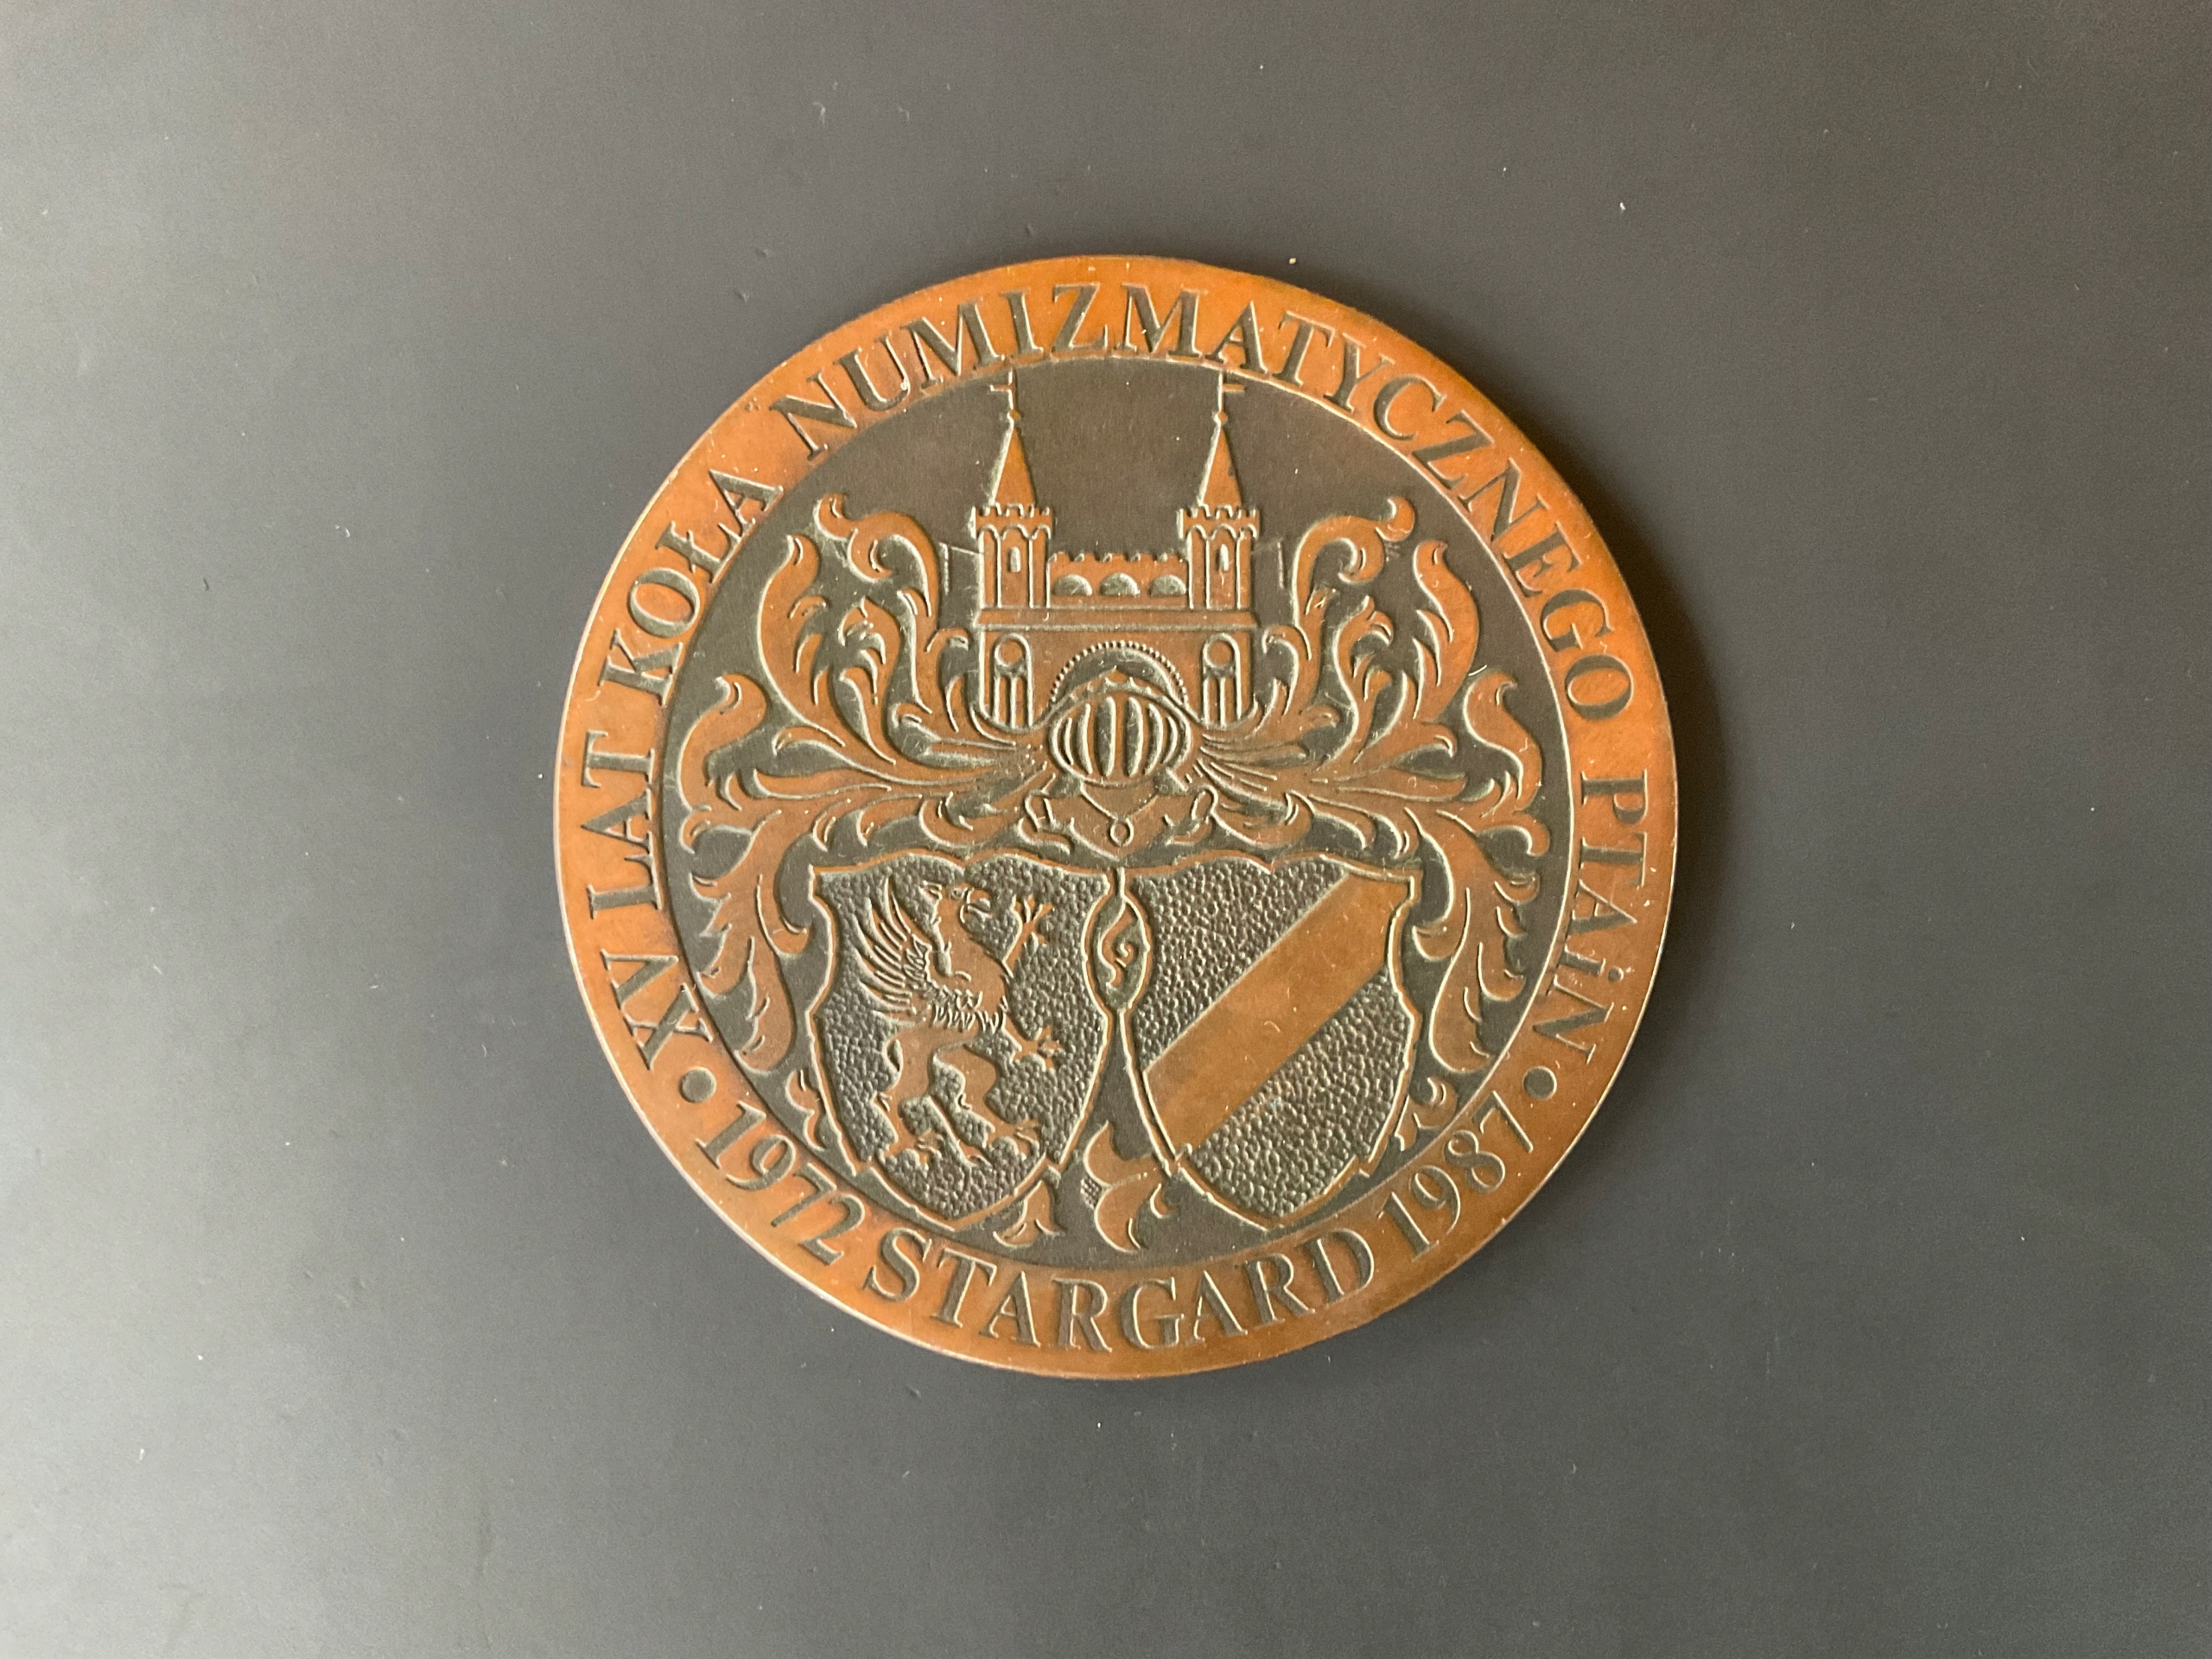 XV LAT KOŁA NUMIZMATYCZNEGO PTAiN
• 1972 STARGARD 1987 •